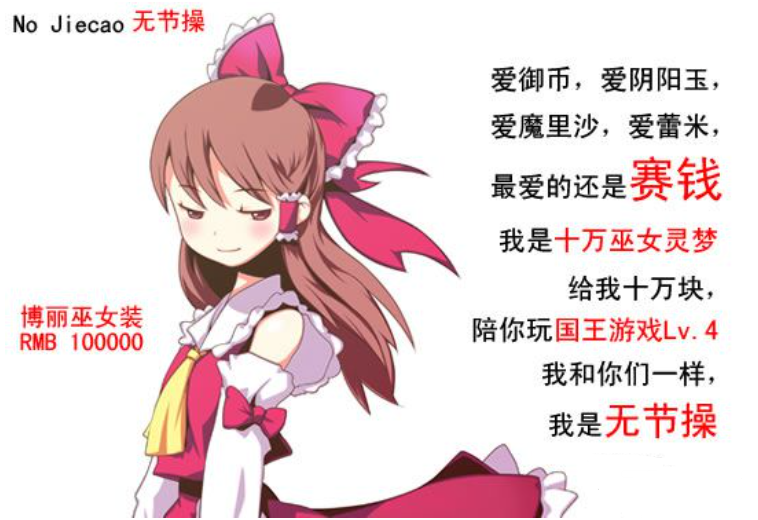 No Jiecao 无节操
爱御币，爱阴阳玉，
爱魔里沙，爱蕾米，
最爱的还是赛钱
我是十万巫女灵梦
给我十万块，
陪你玩国王游戏Lv.4
我和你们一样，
我是无节操
博丽巫女装
RMB 100000